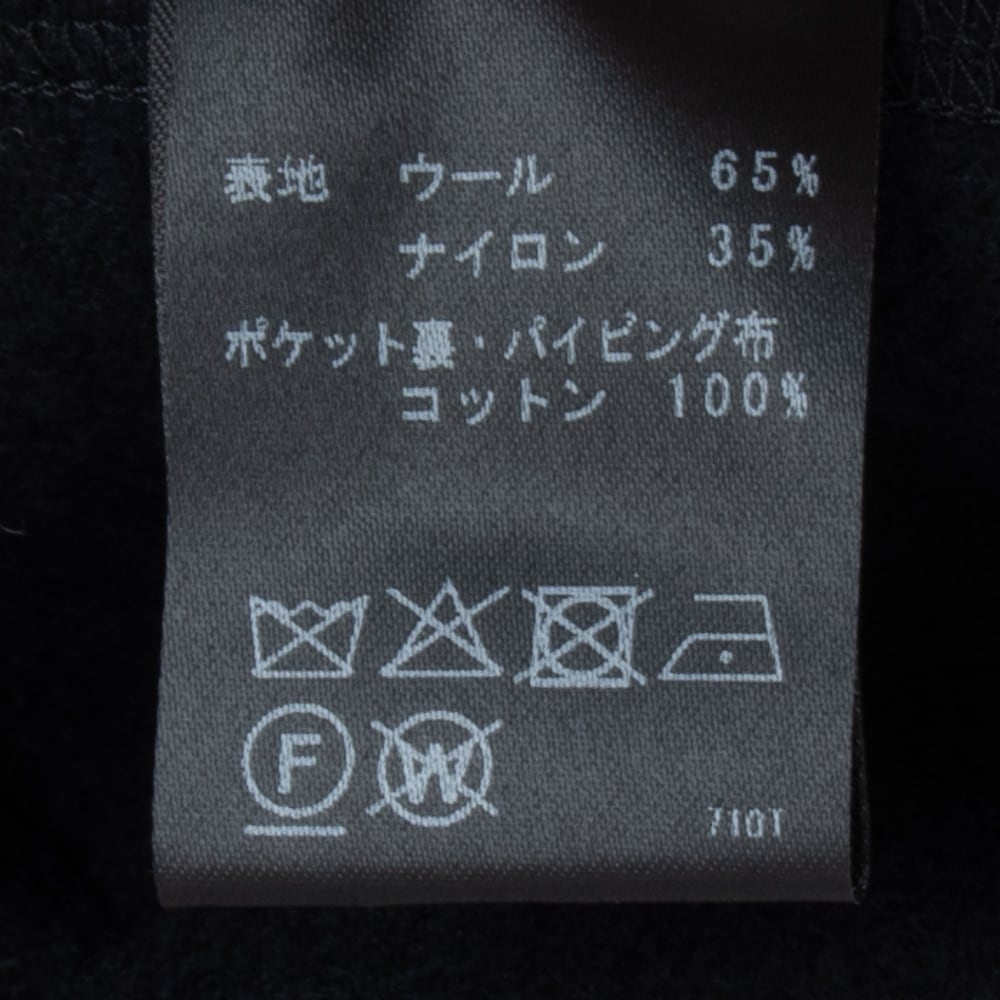 表地 ウール 65%
ナイロン 35%
ポケット裏・パイピング布
コットン 100%
F W
710T